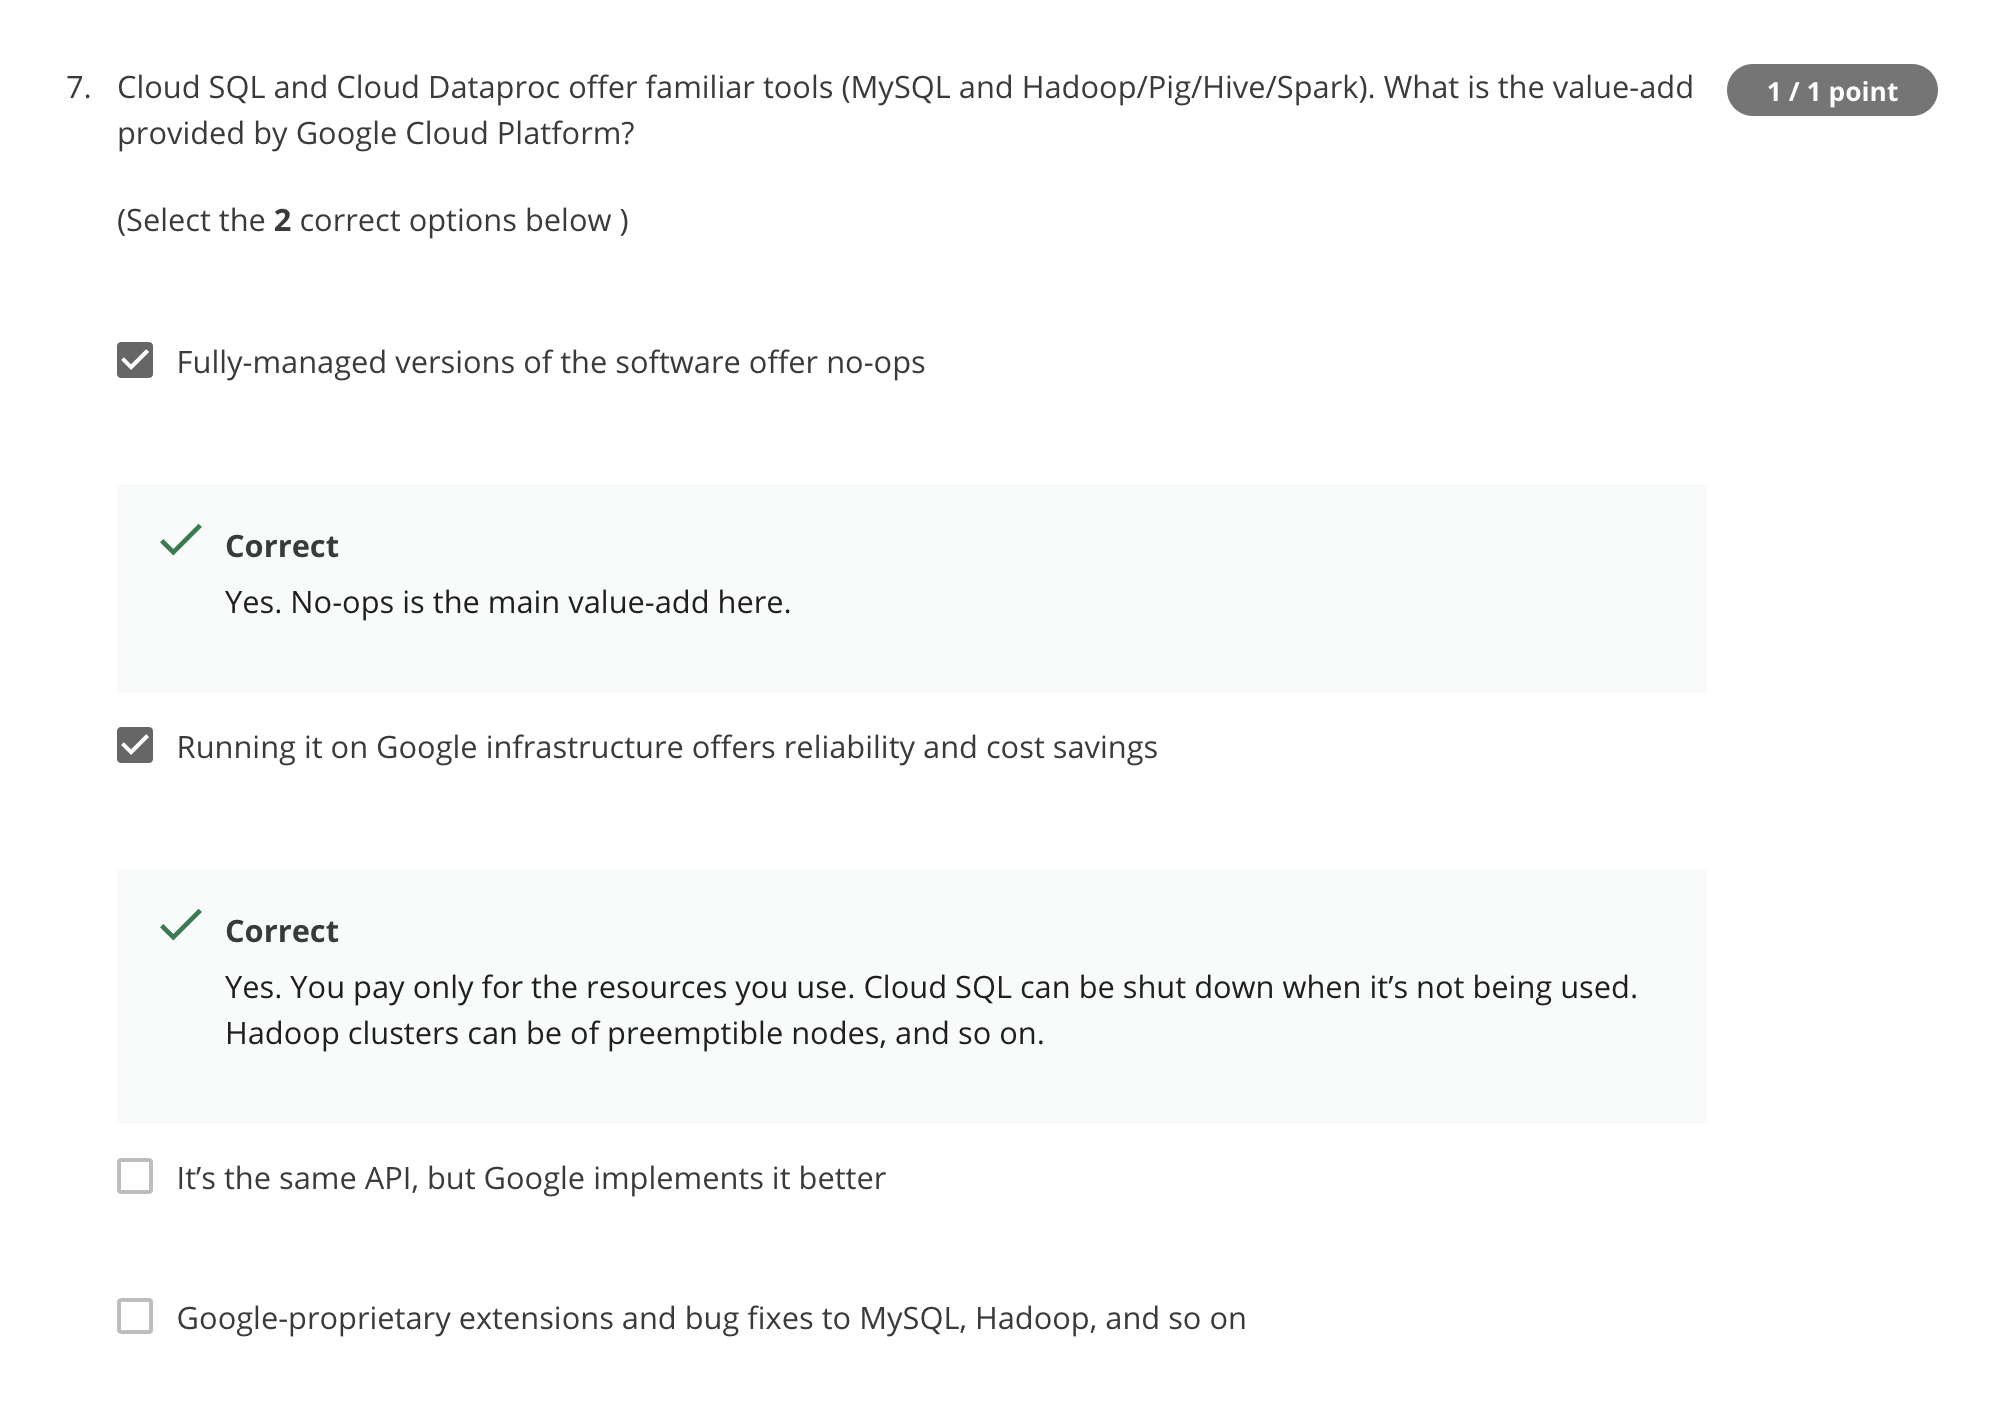 7. Cloud SQL and Cloud Dataproc offer familiar tools (MySQL and Hadoop/Pig/Hive/Spark). What is the value-add
provided by Google Cloud Platform?
1 / 1 point
(Select the 2 correct options below )
Fully-managed versions of the software offer no-ops
Correct
Yes. No-ops is the main value-add here.
Running it on Google infrastructure offers reliability and cost savings
Correct
Yes. You pay only for the resources you use. Cloud SQL can be shut down when it’s not being used.
Hadoop clusters can be of preemptible nodes, and so on.
It’s the same API, but Google implements it better
Google-proprietary extensions and bug fixes to MySQL, Hadoop, and so on